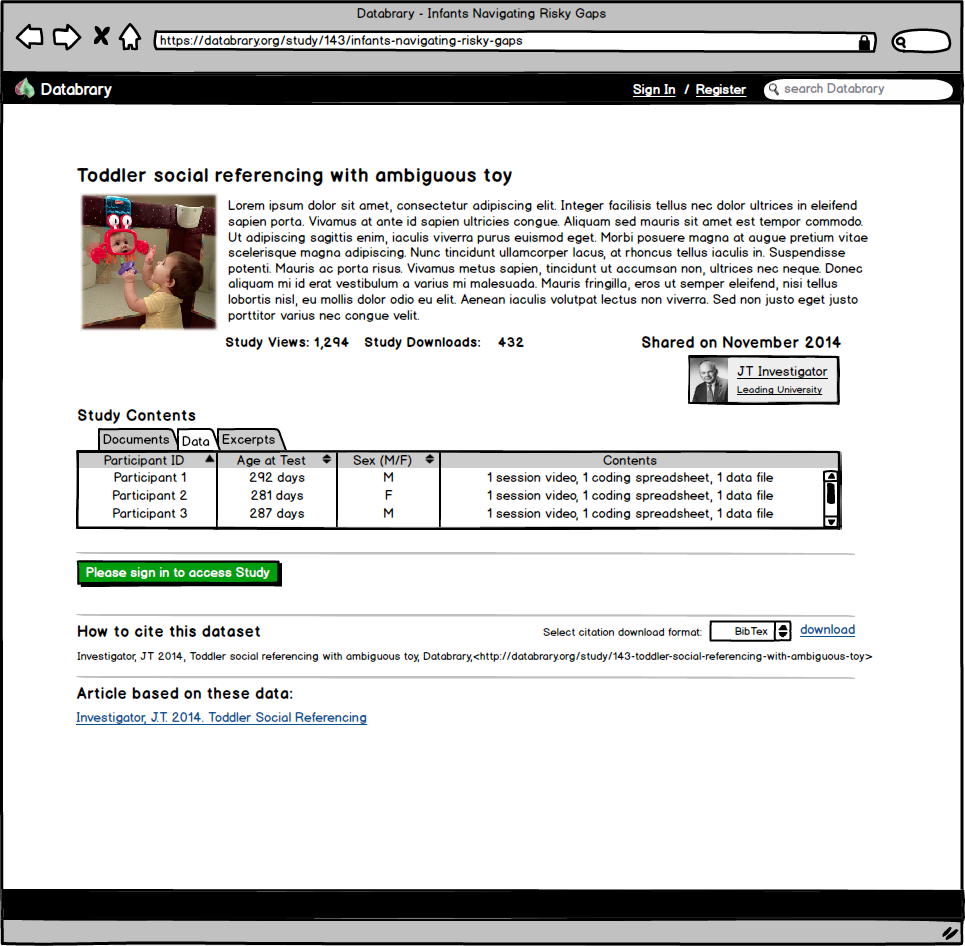 Databrary - Infants Navigating Risky Gaps
https://databrary.org/study/143/infants-navigating-risky-gaps
Databrary
Sign In / Register
search Databrary
Toddler social referencing with ambiguous toy
Lorem ipsum dolor sit amet, consectetur adipiscing elit. Integer facilisis tellus nec dolor ultrices in eleifend
sapien porta. Vivamus at ante id sapien ultricies congue. Aliquam sed mauris sit amet est tempor commodo.
Ut adipiscing sagittis enim, iaculis viverra purus euismod eget. Morbi posuere magna at augue pretium vitae
scelerisque magna adipiscing. Nunc tincidunt ullamcorper lacus, at rhoncus tellus iaculis in. Suspendisse
potenti. Mauris ac porta risus. Vivamus metus sapien, tincidunt ut accumsan non, ultrices nec neque. Donec
aliquam mi id erat vestibulum a varius mi malesuada. Mauris fringilla, eros ut semper eleifend, nisi tellus
lobortis nisl, eu mollis dolor odio eu elit. Aenean iaculis volutpat lectus non viverra. Sed non justo eget justo
porttitor varius nec congue velit.
Study Views: 1,294 Study Downloads: 432
Shared on November 2014
JT Investigator
Leading University
Study Contents
Documents Data Excerpts
Participant ID Age at Test Sex (M/F) Contents
Participant 1 292 days M 1 session video, 1 coding spreadsheet, 1 data file
Participant 2 281 days F 1 session video, 1 coding spreadsheet, 1 data file
Participant 3 287 days M 1 session video, 1 coding spreadsheet, 1 data file
Please sign in to access Study
How to cite this dataset
Select citation download format: BibTex download
Investigator, JT 2014, Toddler social referencing with ambiguous toy, Databrary,<http://databrary.org/study/143-toddler-social-referencing-with-ambiguous-toy>
Article based on these data:
Investigator, J.T. 2014. Toddler Social Referencing